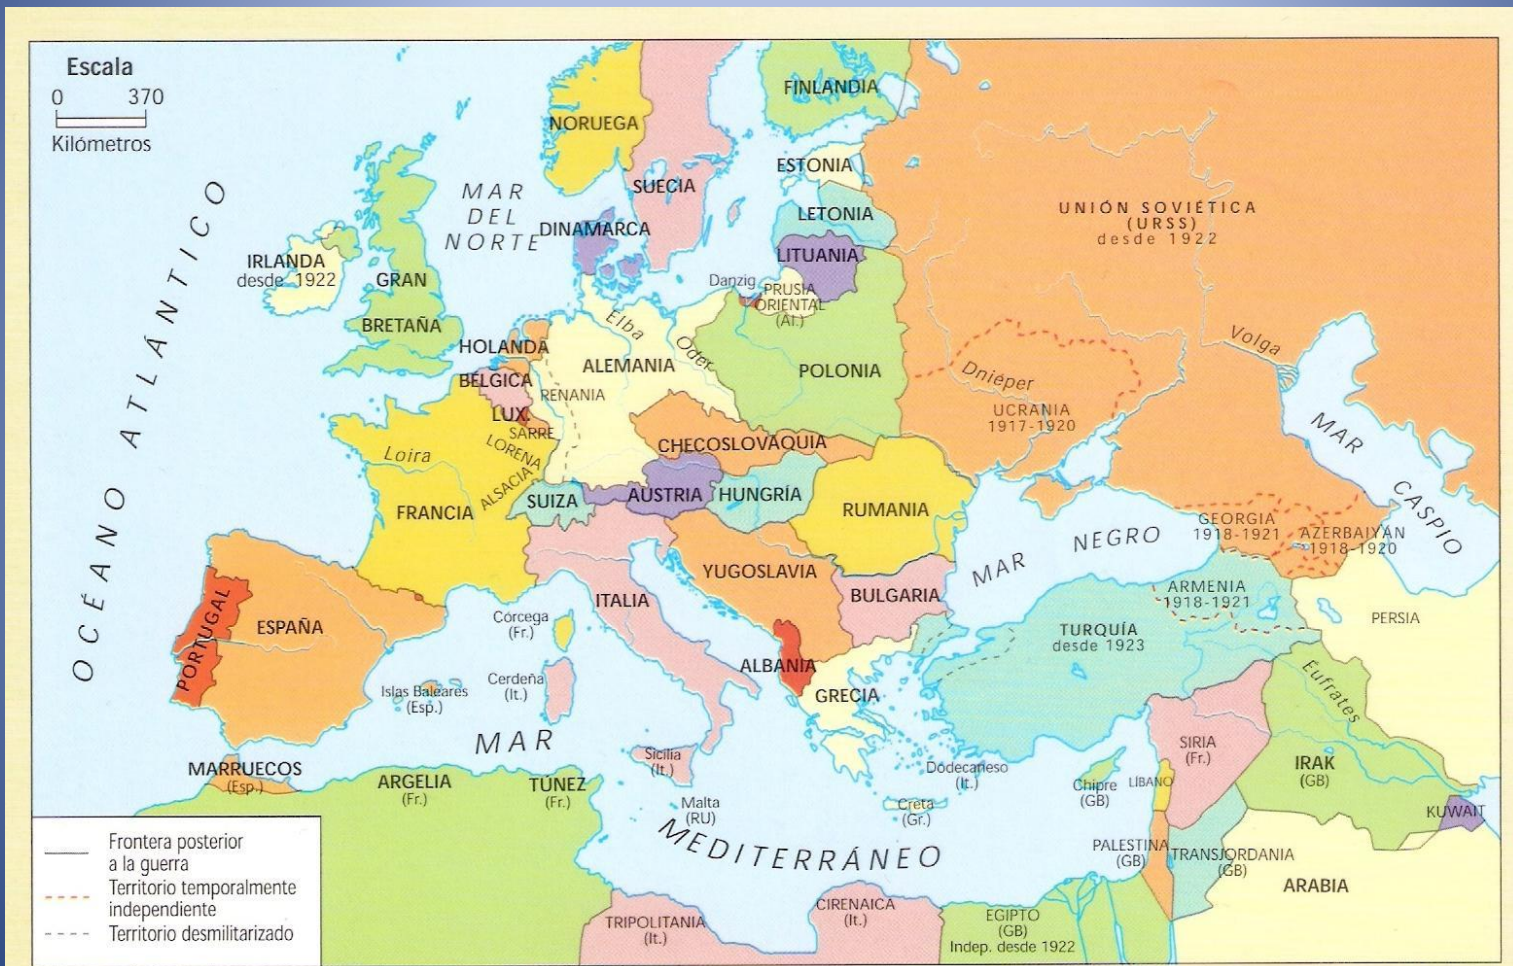 Escala
0 370
Kilómetros
OCÉANO ATLÁNTICO
MAR
DEL
NORTE
NORUEGA
SUECIA
FINLANDIA
ESTONIA
LETONIA
LITUANIA
DINAMARCA
UNIÓN SOVIÉTICA
(URSS)
desde 1922
IRLANDA
desde 1922
GRAN
BRETAÑA
Danzig
PRUSIA
ORIENTAL
(Al.)
HOLANDA
BÉLGICA
LUX.
SARRE
RENANIA
ALEMANIA
Elba
Oder
POLONIA
Dniéper
UCRANIA
1917-1920
Volga
MAR CASPIO
LORENA
ALSACIA
Loira
FRANCIA
SUIZA
CHECOSLOVAQUIA
AUSTRIA
HUNGRÍA
RUMANIA
YUGOSLAVIA
BULGARIA
MAR NEGRO
GEORGIA
1918-1921
AZERBAIYÁN
1918-1920
ARMENIA
1918-1921
PERSIA
TURQUÍA
desde 1923
PORTUGAL
ESPAÑA
Islas Baleares
(Esp.)
Córcega
(Fr.)
Cerdeña
(It.)
ITALIA
ALBANIA
GRECIA
Sicilia
(It.)
Malta
(RU)
MAR
MEDITERRÁNEO
Creta
(Gr.)
Dodecaneso
(It.)
Chipre
(GB)
LÍBANO
SIRIA
(Fr.)
Éufrates
IRAK
(GB)
KUWAIT
PALESTINA
(GB)
TRANSJORDANIA
(GB)
ARABIA
MARRUECOS
(Esp.)
ARGELIA
(Fr.)
TÚNEZ
(Fr.)
TRIPOLITANIA
(It.)
CIRENAICA
(It.)
EGIPTO
(GB)
Indep. desde 1922
Frontera posterior
a la guerra
Territorio temporalmente
independiente
Territorio desmilitarizado